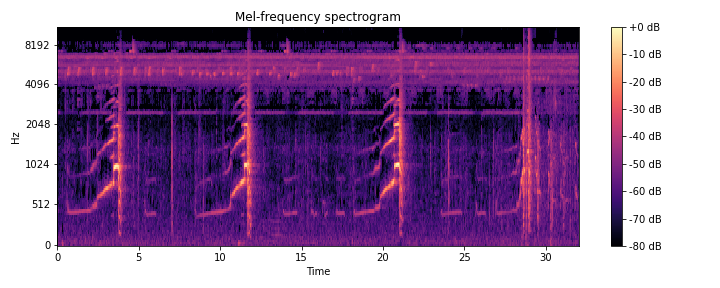 Mel-frequency spectrogram
Hz
8192
4096
2048
1024
512
0
0 5 10 15 20 25 30
Time
+0 dB
-10 dB
-20 dB
-30 dB
-40 dB
-50 dB
-60 dB
-70 dB
-80 dB